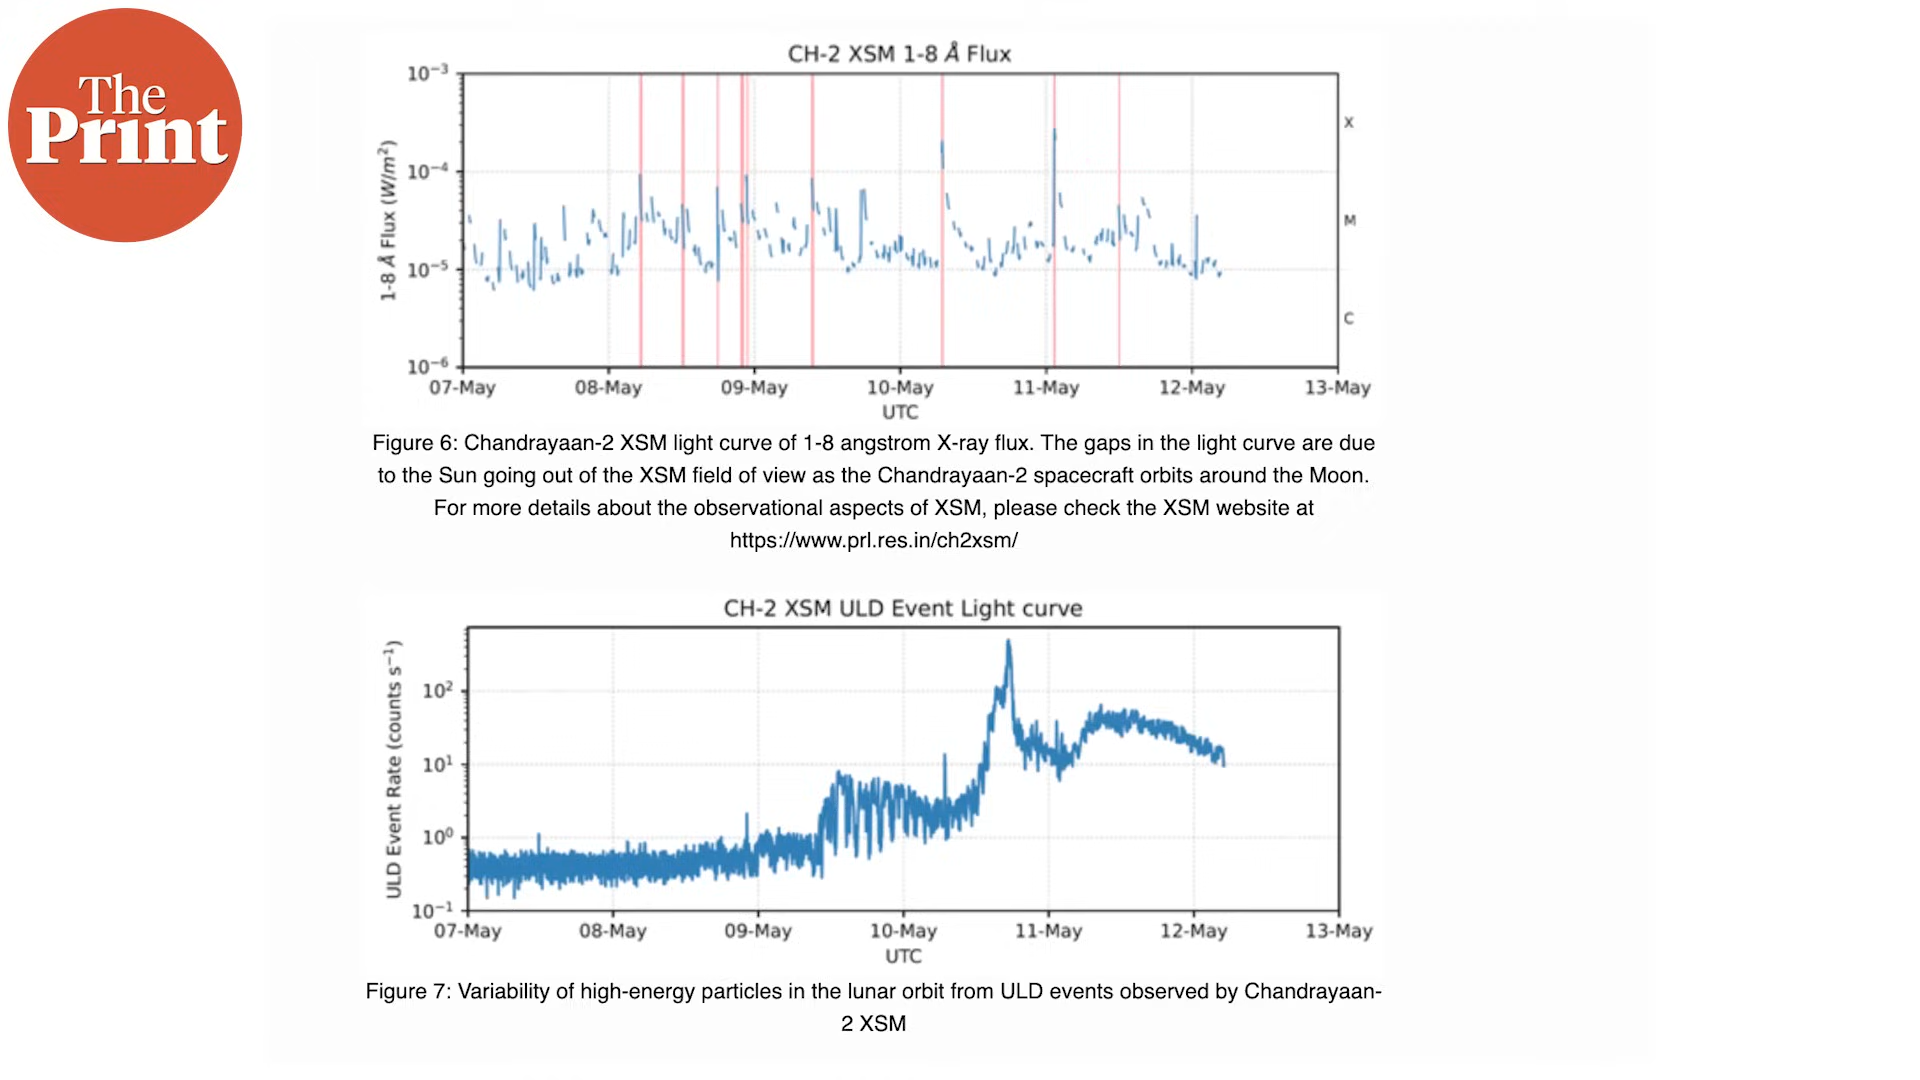 The
Print
CH-2 XSM 1-8 Å Flux
10⁻³
10⁻⁴
10⁻⁵
10⁻⁶
1-8 Å Flux (W/m²)
X
M
C
07-May 08-May 09-May 10-May 11-May 12-May 13-May
UTC
Figure 6: Chandrayaan-2 XSM light curve of 1-8 angstrom X-ray flux. The gaps in the light curve are due
to the Sun going out of the XSM field of view as the Chandrayaan-2 spacecraft orbits around the Moon.
For more details about the observational aspects of XSM, please check the XSM website at
https://www.prl.res.in/ch2xsm/
CH-2 XSM ULD Event Light curve
10²
10¹
10⁰
10⁻¹
ULD Event Rate (counts s⁻¹)
07-May 08-May 09-May 10-May 11-May 12-May 13-May
UTC
Figure 7: Variability of high-energy particles in the lunar orbit from ULD events observed by Chandrayaan-
2 XSM